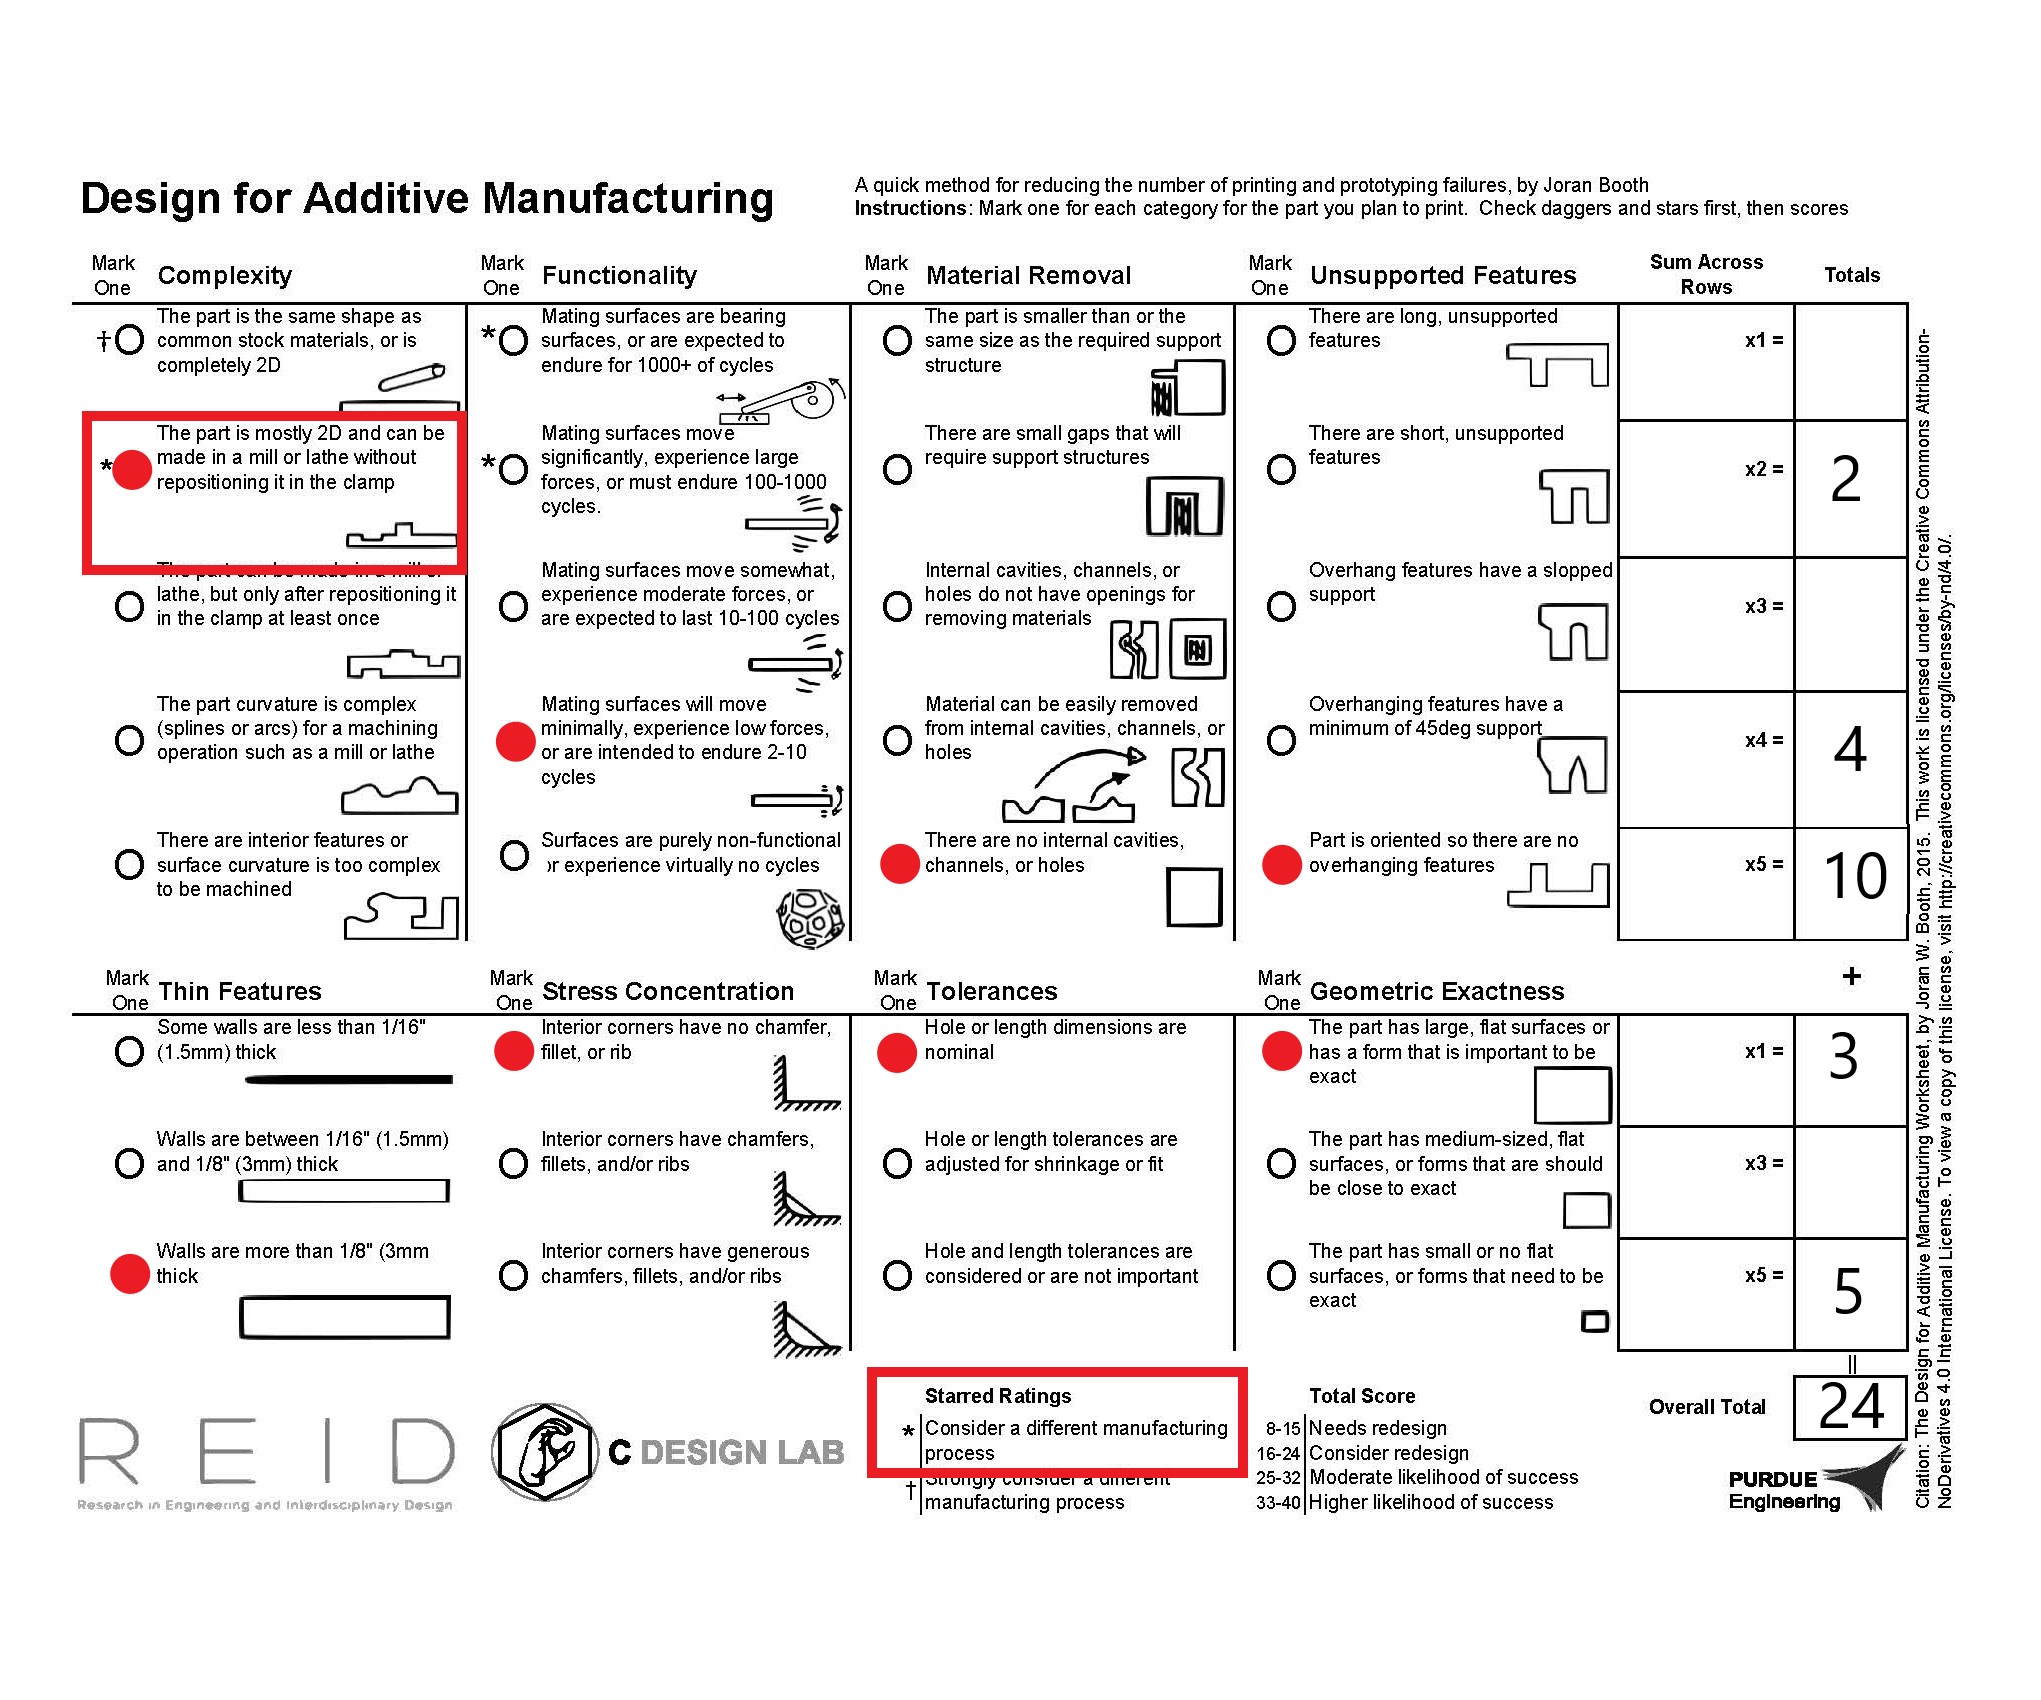 Design for Additive Manufacturing
A quick method for reducing the number of printing and prototyping failures, by Joran Booth
Instructions: Mark one for each category for the part you plan to print. Check daggers and stars first, then scores
Mark
One
Complexity
Mark
One
Functionality
Mark
One
Material Removal
Mark
One
Unsupported Features
Sum Across
Rows
Totals
†
The part is the same shape as
common stock materials, or is
completely 2D
*
Mating surfaces are bearing
surfaces, or are expected to
endure for 1000+ of cycles
The part is smaller than or the
same size as the required support
structure
There are long, unsupported
features
x1 =
*
The part is mostly 2D and can be
made in a mill or lathe without
repositioning it in the clamp
*
Mating surfaces move
significantly, experience large
forces, or must endure 100-1000
cycles.
There are small gaps that will
require support structures
There are short, unsupported
features
x2 =
2
The part can be made in a mill or
lathe, but only after repositioning it
in the clamp at least once
Mating surfaces move somewhat,
experience moderate forces, or
are expected to last 10-100 cycles
Internal cavities, channels, or
holes do not have openings for
removing materials
Overhang features have a slopped
support
x3 =
The part curvature is complex
(splines or arcs) for a machining
operation such as a mill or lathe
Mating surfaces will move
minimally, experience low forces,
or are intended to endure 2-10
cycles
Material can be easily removed
from internal cavities, channels, or
holes
Overhanging features have a
minimum of 45deg support
x4 =
4
There are interior features or
surface curvature is too complex
to be machined
Surfaces are purely non-functional
or experience virtually no cycles
There are no internal cavities,
channels, or holes
Part is oriented so there are no
overhanging features
x5 =
10
+
Mark
One
Thin Features
Mark
One
Stress Concentration
Mark
One
Tolerances
Mark
One
Geometric Exactness
Some walls are less than 1/16"
(1.5mm) thick
Interior corners have no chamfer,
fillet, or rib
Hole or length dimensions are
nominal
The part has large, flat surfaces or
has a form that is important to be
exact
x1 =
3
Walls are between 1/16" (1.5mm)
and 1/8" (3mm) thick
Interior corners have chamfers,
fillets, and/or ribs
Hole or length tolerances are
adjusted for shrinkage or fit
The part has medium-sized, flat
surfaces, or forms that are should
be close to exact
x3 =
Walls are more than 1/8" (3mm
thick
Interior corners have generous
chamfers, fillets, and/or ribs
Hole and length tolerances are
considered or are not important
The part has small or no flat
surfaces, or forms that need to be
exact
x5 =
5
=
REID
Research in Engineering and Interdisciplinary Design
C DESIGN LAB
Starred Ratings
* Consider a different manufacturing
process
† Strongly consider a different
manufacturing process
Total Score
8-15 Needs redesign
16-24 Consider redesign
25-32 Moderate likelihood of success
33-40 Higher likelihood of success
Overall Total
24
PURDUE
Engineering
Citation: The Design for Additive Manufacturing Worksheet, by Joran W. Booth, 2015. This work is licensed under the Creative Commons Attribution-
NoDerivatives 4.0 International License. To view a copy of this license, visit http://creativecommons.org/licenses/by-nd/4.0/.